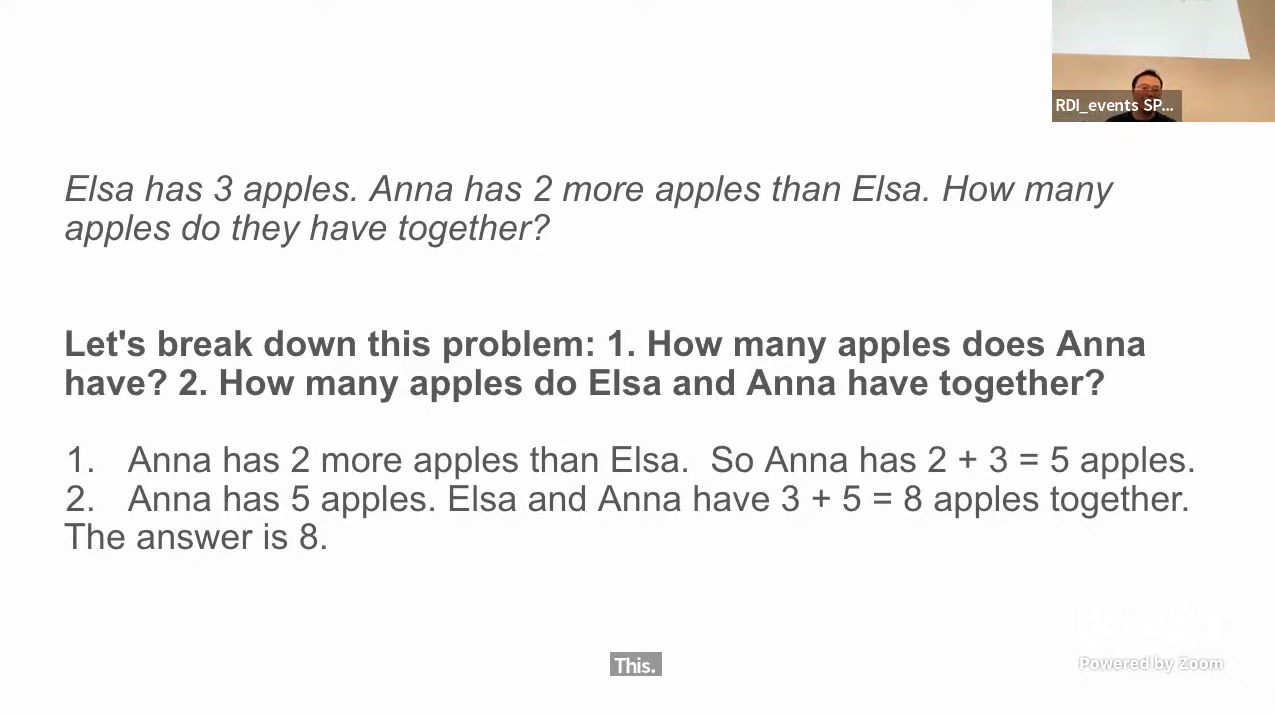 RDI_events SP...
Elsa has 3 apples. Anna has 2 more apples than Elsa. How many
apples do they have together?
Let's break down this problem: 1. How many apples does Anna
have? 2. How many apples do Elsa and Anna have together?
1. Anna has 2 more apples than Elsa.  So Anna has 2 + 3 = 5 apples.
2. Anna has 5 apples. Elsa and Anna have 3 + 5 = 8 apples together.
The answer is 8.
This.
Powered by Zoom